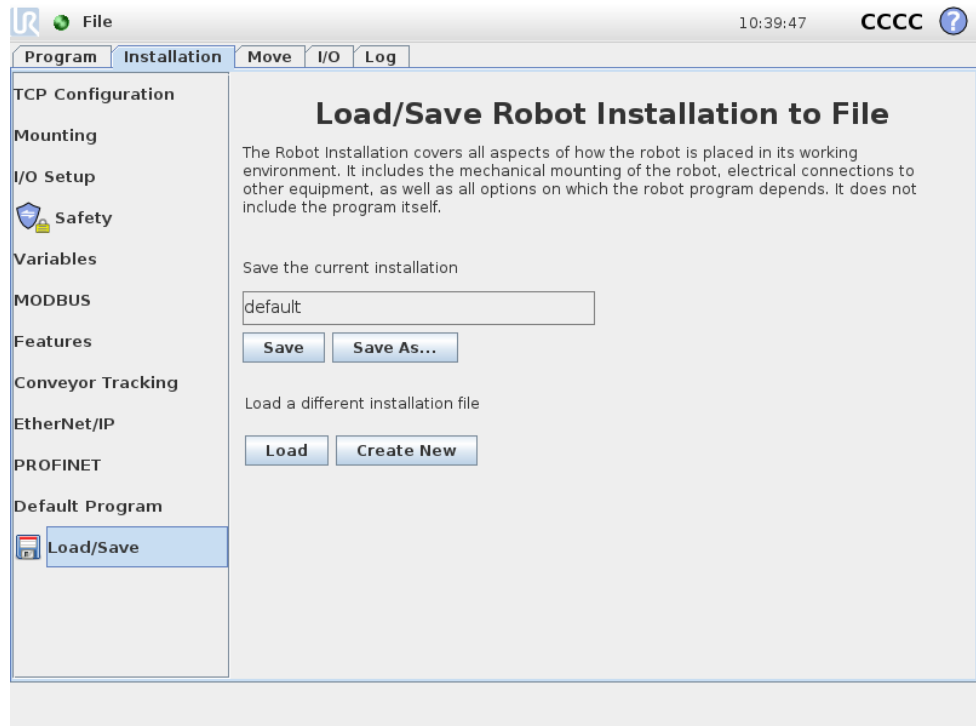 UR File 10:39:47 CCCC ?
Program Installation Move I/O Log
TCP Configuration
Mounting
I/O Setup
Safety
Variables
MODBUS
Features
Conveyor Tracking
EtherNet/IP
PROFINET
Default Program
Load/Save
Load/Save Robot Installation to File
The Robot Installation covers all aspects of how the robot is placed in its working
environment. It includes the mechanical mounting of the robot, electrical connections to
other equipment, as well as all options on which the robot program depends. It does not
include the program itself.
Save the current installation
default
Save Save As...
Load a different installation file
Load Create New